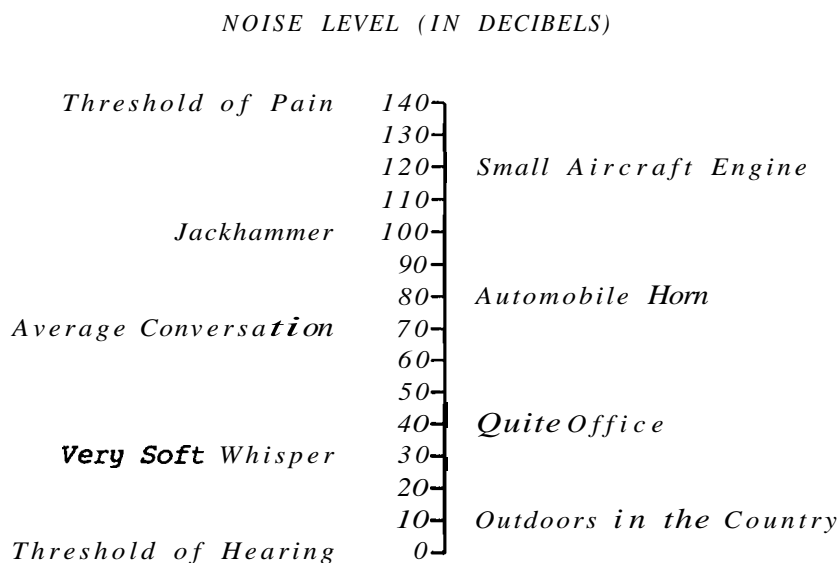 NOISE LEVEL (IN DECIBELS)
Threshold of Pain 140
130
120 Small Aircraft Engine
110
Jackhammer 100
90
80 Automobile Horn
Average Conversation 70
60
50
40 Quite Office
Very Soft Whisper 30
20
10 Outdoors in the Country
Threshold of Hearing 0